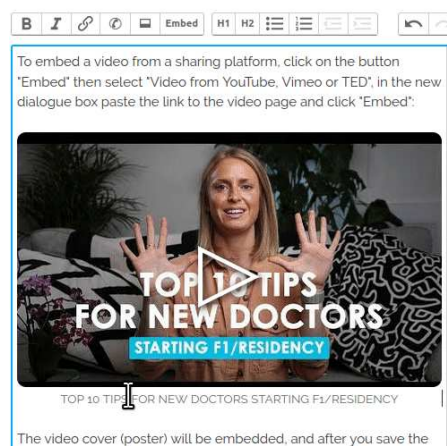 B I Embed H1 H2
To embed a video from a sharing platform, click on the button
"Embed" then select "Video from YouTube, Vimeo or TED", in the new
dialogue box paste the link to the video page and click "Embed":
TOP 10 TIPS
FOR NEW DOCTORS
STARTING F1/RESIDENCY
TOP 10 TIPS FOR NEW DOCTORS STARTING F1/RESIDENCY
The video cover (poster) will be embedded, and after you save the